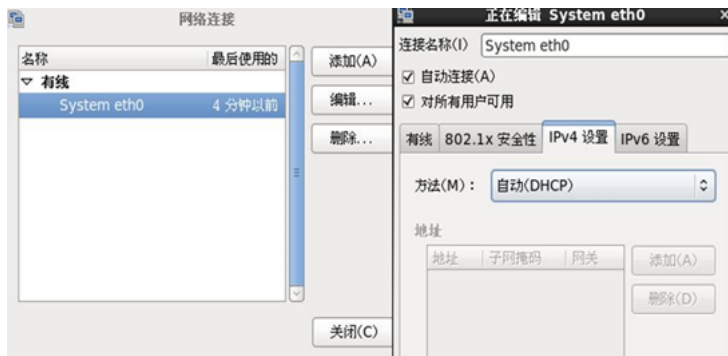 网络连接
名称 最后使用的
有线
System eth0 4 分钟以前
添加(A)
编辑...
删除...
关闭(C)
正在编辑 System eth0
连接名称(I) System eth0
自动连接(A)
对所有用户可用
有线 802.1x 安全性 IPv4 设置 IPv6 设置
方法(M)： 自动(DHCP)
地址
地址 子网掩码 网关
添加(A)
删除(D)